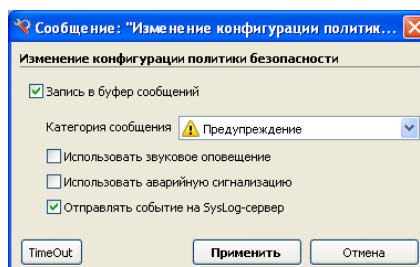 Сообщение: "Изменение конфигурации политик...
Изменение конфигурации политики безопасности
Запись в буфер сообщений
Категория сообщения Предупреждение
Использовать звуковое оповещение
Использовать аварийную сигнализацию
Отправлять событие на SysLog-сервер
TimeOut Применить Отмена